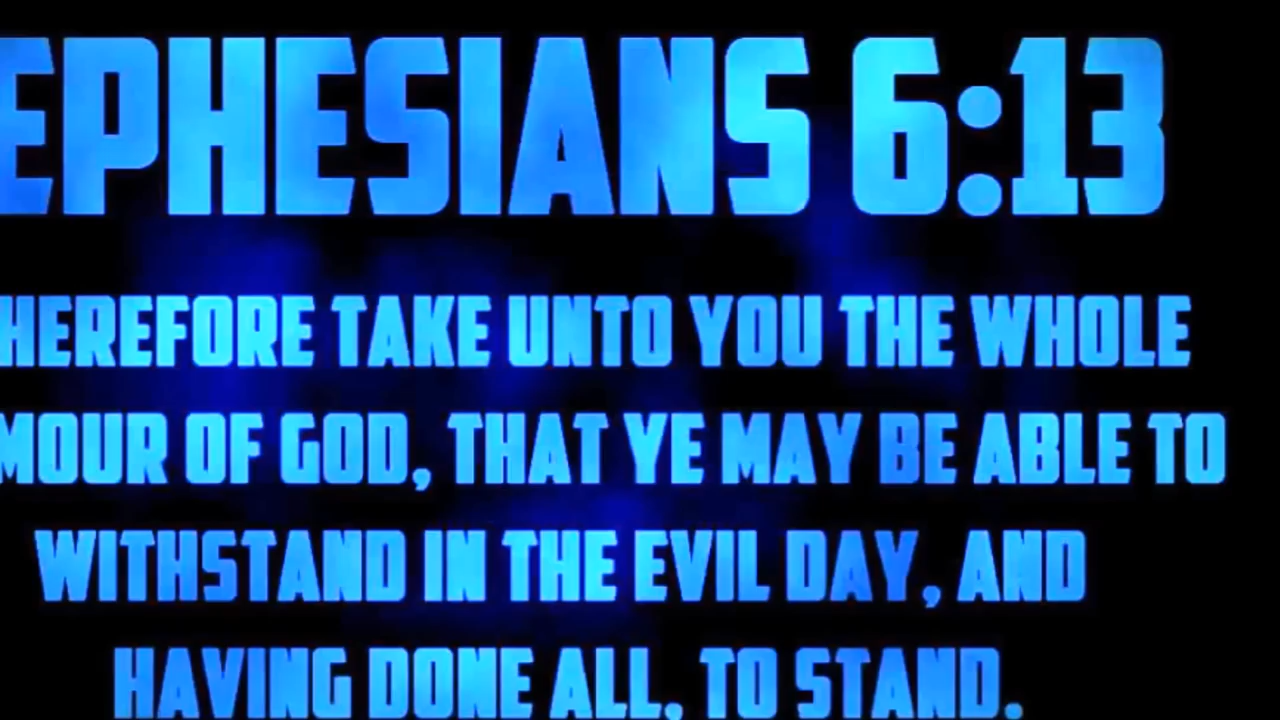 EPHESIANS 6:13
HEREFORE TAKE UNTO YOU THE WHOLE
MOUR OF GOD, THAT YE MAY BE ABLE TO
WITHSTAND IN THE EVIL DAY, AND
HAVING DONE ALL, TO STAND.